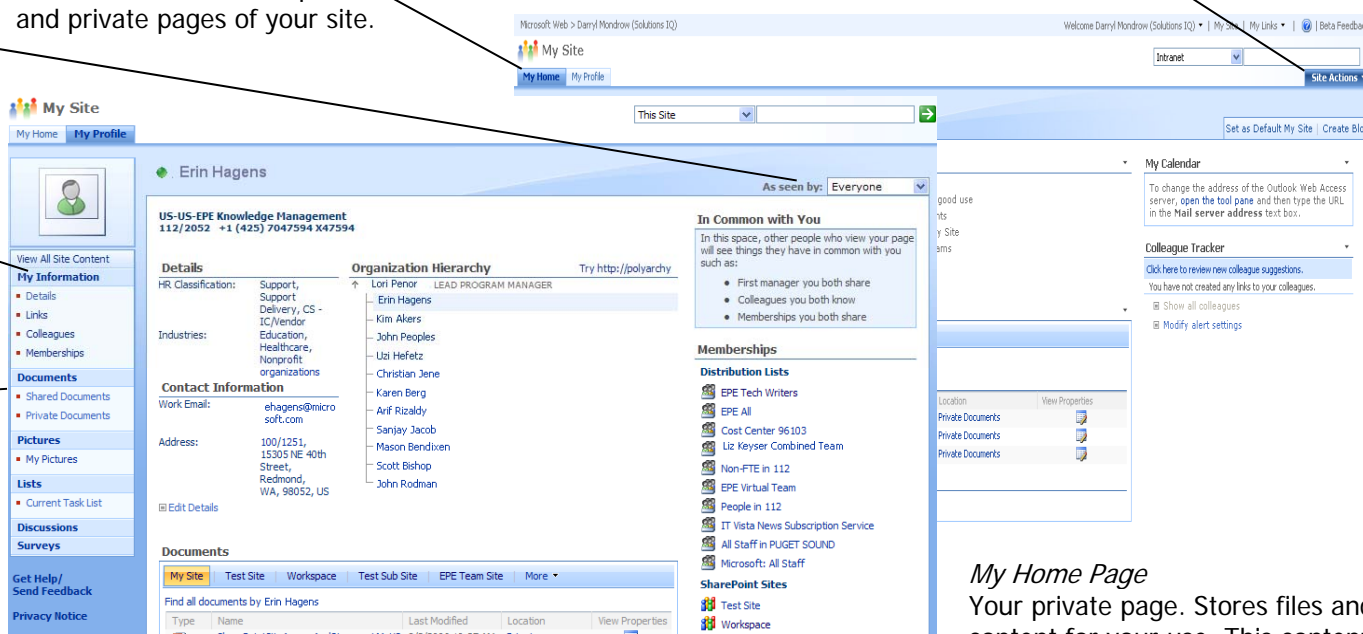 and private pages of your site.
Microsoft Web > Darryl Mondrow (Solutions IQ)
Welcome Darryl Mondrow (Solutions IQ) | My Site | My Links | Beta Feedba
My Site
Intranet
My Home My Profile
Site Actions
Set as Default My Site | Create Blo
My Site
This Site
My Home My Profile
Erin Hagens
As seen by: Everyone
US-US-EPE Knowledge Management
112/2052 +1 (425) 7047594 X47594
View All Site Content
My Information
Details
Links
Colleagues
Memberships
Documents
Shared Documents
Private Documents
Pictures
My Pictures
Lists
Current Task List
Discussions
Surveys
Get Help/
Send Feedback
Privacy Notice
Details
HR Classification:
Support,
Support
Delivery, CS -
IC/Vendor
Industries:
Education,
Healthcare,
Nonprofit
organizations
Contact Information
Work Email:
ehagens@micro
soft.com
Address:
100/1251,
15305 NE 40th
Street,
Redmond,
WA, 98052, US
Edit Details
Organization Hierarchy
Try http://polyarchy
Lori Penor LEAD PROGRAM MANAGER
Erin Hagens
Kim Akers
John Peoples
Uzi Hefetz
Christian Jene
Karen Berg
Arif Rizaldy
Sanjay Jacob
Mason Bendixen
Scott Bishop
John Rodman
Documents
My Site Test Site Workspace Test Sub Site EPE Team Site More
Find all documents by Erin Hagens
Type Name Last Modified Location View Properties
In Common with You
In this space, other people who view your page
will see things they have in common with you
such as:
First manager you both share
Colleagues you both know
Memberships you both share
Memberships
Distribution Lists
EPE Tech Writers
EPE All
Cost Center 96103
Liz Keyser Combined Team
Non-FTE in 112
EPE Virtual Team
People in 112
IT Vista News Subscription Service
All Staff in PUGET SOUND
Microsoft: All Staff
SharePoint Sites
Test Site
Workspace
good use
nts
y Site
ams
Location View Properties
Private Documents
Private Documents
Private Documents
My Calendar
To change the address of the Outlook Web Access
server, open the tool pane and then type the URL
in the Mail server address text box.
Colleague Tracker
Click here to review new colleague suggestions.
You have not created any links to your colleagues.
Show all colleagues
Modify alert settings
My Home Page
Your private page. Stores files and